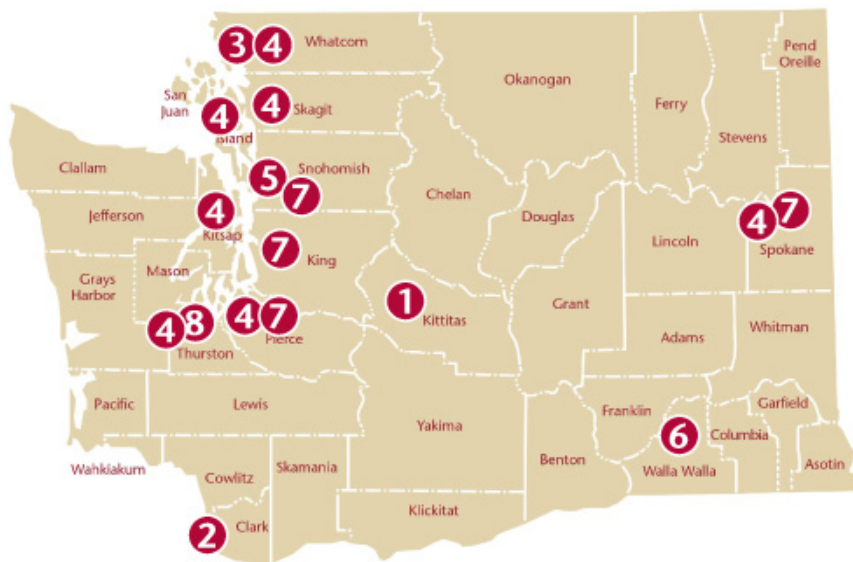 3 4 Whatcom
Pend
Oreille
San
Juan
Okanogan
4
Island
4 Skagit
Ferry
Stevens
Clallam
5 7 Snohomish
Chelan
Douglas
Jefferson
4
Kitsap
4 7
Spokane
Lincoln
7 King
Mason
Grays
Harbor
1
Kittitas
Grant
4 8
Thurston
4 7
Pierce
Adams
Whitman
Pacific
Lewis
Yakima
Franklin
6
Walla Walla
Columbia
Garfield
Asotin
Benton
Wahkiakum
Cowlitz
Skamania
Klickitat
2 Clark